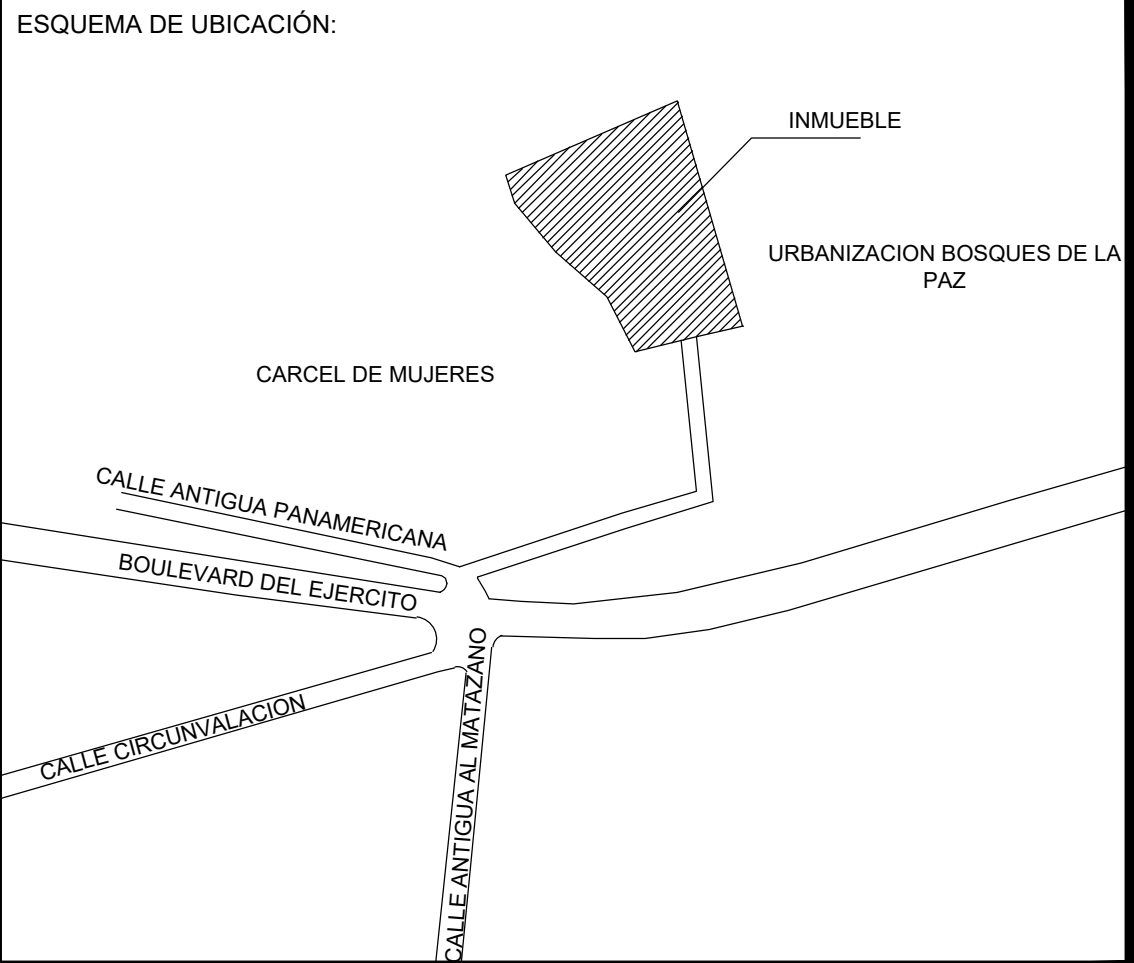 ESQUEMA DE UBICACIÓN:
INMUEBLE
URBANIZACION BOSQUES DE LA
PAZ
CARCEL DE MUJERES
CALLE ANTIGUA PANAMERICANA
BOULEVARD DEL EJERCITO
CALLE CIRCUNVALACION
CALLE ANTIGUA AL MATAZANO